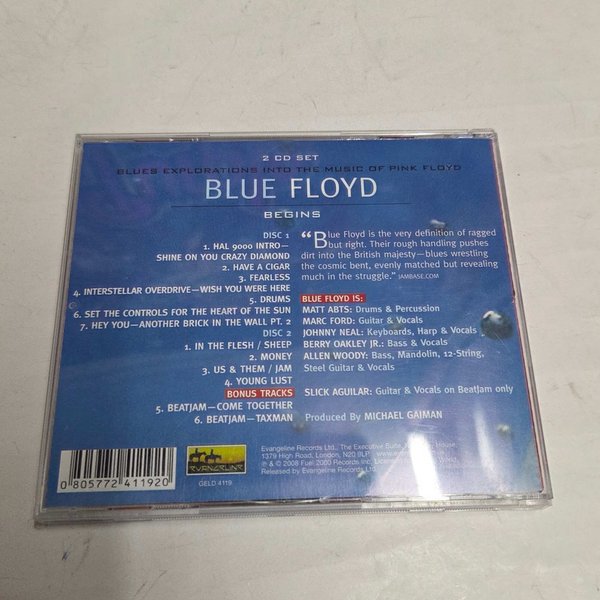 2 CD SET
BLUES EXPLORATIONS INTO THE MUSIC OF PINK FLOYD
BLUE FLOYD
BEGINS
DISC 1
1. HAL 9000 INTRO—
SHINE ON YOU CRAZY DIAMOND
2. HAVE A CIGAR
3. FEARLESS
4. INTERSTELLAR OVERDRIVE—WISH YOU WERE HERE
5. DRUMS
6. SET THE CONTROLS FOR THE HEART OF THE SUN
7. HEY YOU—ANOTHER BRICK IN THE WALL PT. 2
DISC 2
1. IN THE FLESH / SHEEP
2. MONEY
3. US & THEM / JAM
4. YOUNG LUST
BONUS TRACKS
5. BEATJAM—COME TOGETHER
6. BEATJAM—TAXMAN
“Blue Floyd is the very definition of ragged
but right. Their rough handling pushes
dirt into the British majesty—blues wrestling
the cosmic bent, evenly matched but revealing
much in the struggle.” JAMBASE.COM
BLUE FLOYD IS:
MATT ABTS: Drums & Percussion
MARC FORD: Guitar & Vocals
JOHNNY NEAL: Keyboards, Harp & Vocals
BERRY OAKLEY JR.: Bass & Vocals
ALLEN WOODY: Bass, Mandolin, 12-String,
Steel Guitar & Vocals
SLICK AGUILAR: Guitar & Vocals on BeatJam only
Produced by MICHAEL GAIMAN
0 805772 411920
EVANGELINE
GELD 4119
Evangeline Records Ltd., The Executive Suite, House,
1379 High Road, London, N20 9LP www.
℗ & © 2008 Fuel 2000 Records Inc.
Released by Evangeline Records Ltd.